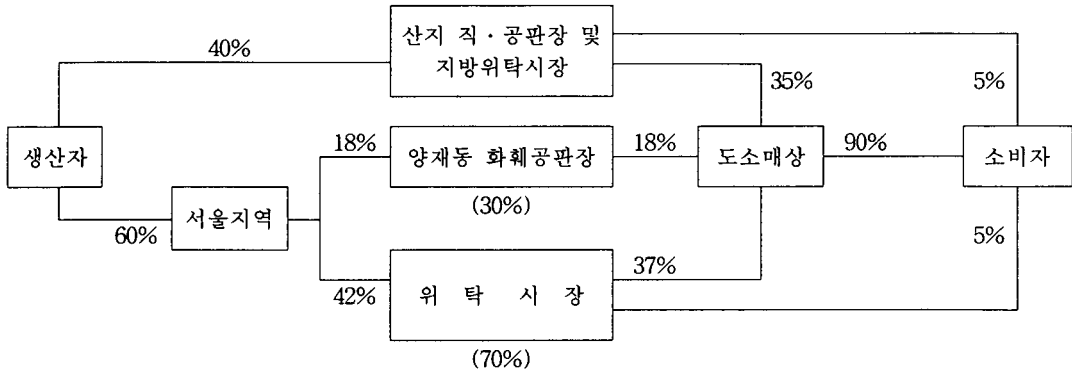 산지 직·공판장 및
지방위탁시장
40%
35%
5%
생산자
18%
양재동 화훼공판장
18%
도소매상
90%
소비자
(30%)
서울지역
60%
5%
37%
42%
위 탁 시 장
(70%)